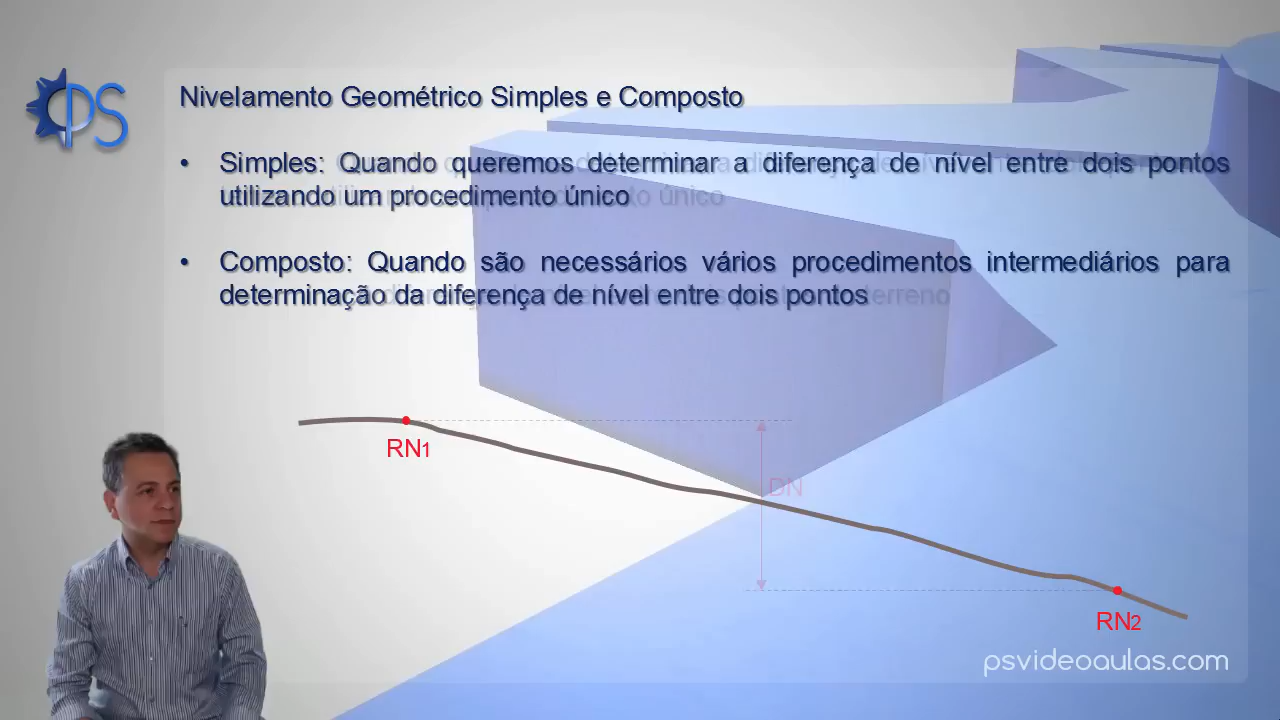 PS
Nivelamento Geométrico Simples e Composto
• Simples: Quando queremos determinar a diferença de nível entre dois pontos
utilizando um procedimento único
• Composto: Quando são necessários vários procedimentos intermediários para
determinação da diferença de nível entre dois pontos
RN1
DN
RN2
psvideoaulas.com